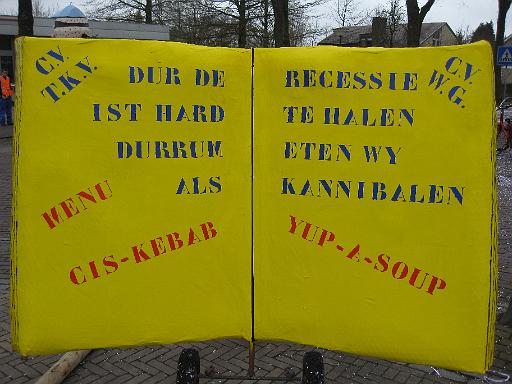 C.V.
T.K.V.
DUR DE RECESSIE
IST HARD TE HALEN
DURRUM ETEN WY
ALS KANNIBALEN
C.V.
W.G.
MENU
CIS-KEBAB
YUP-A-SOUP